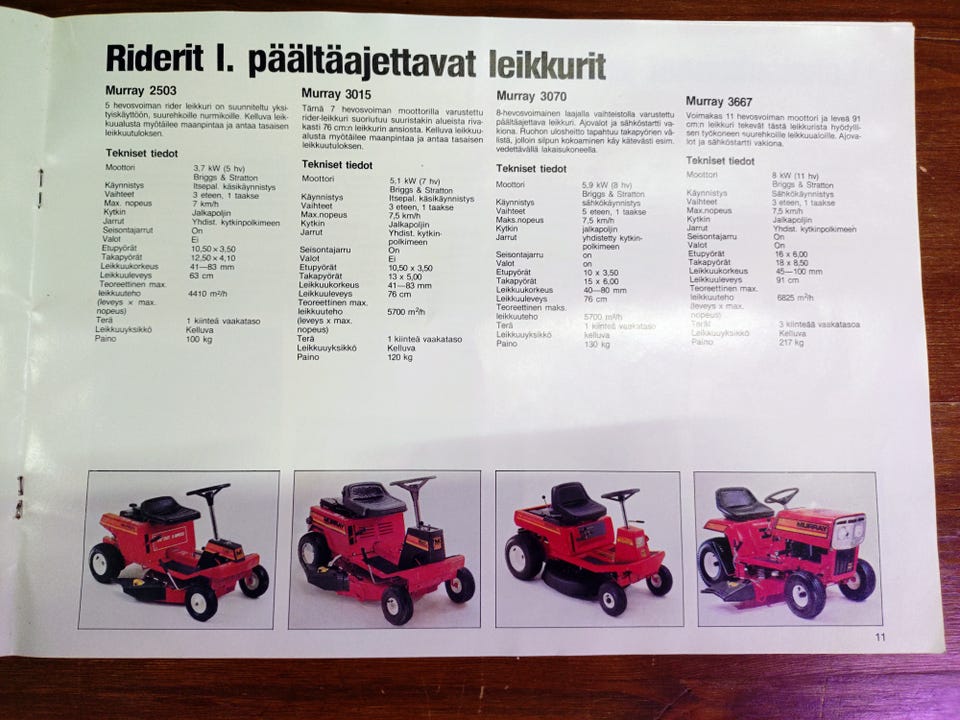 Riderit l. päältäajettavat leikkurit
Murray 2503
5 hevosvoiman rider leikkuri on suunniteltu yksi-
tyiskäyttöön, suurehkoille nurmikoille. Kelluva leik-
kuualusta myötäilee maanpintaa ja antaa tasaisen
leikkuutuloksen.
Tekniset tiedot
Moottori 3,7 kW (5 hv)
Briggs & Stratton
Käynnistys Itsepal. käsikäynnistys
Vaihteet 3 eteen, 1 taakse
Max. nopeus 7 km/h
Kytkin Jalkapoljin
Jarrut Yhdist. kytkinpolkimeen
Seisontajarrut On
Valot Ei
Etupyörät 10,50 × 3,50
Takapyörät 12,50 × 4,10
Leikkuukorkeus 41—83 mm
Leikkuuleveys 63 cm
Teoreettinen max.
leikkuuteho 4410 m²/h
(leveys x max.
nopeus)
Terä 1 kiinteä vaakataso
Leikkuuyksikkö Kelluva
Paino 100 kg
Murray 3015
Tämä 7 hevosvoiman moottorilla varustettu
rider-leikkuri suoriutuu suuristakin alueista riva-
kasti 76 cm:n leikkurin ansiosta. Kelluva leikkuu-
alusta myötäilee maanpintaa ja antaa tasaisen
leikkuutuloksen.
Tekniset tiedot
Moottori 5,1 kW (7 hv)
Briggs & Stratton
Käynnistys Itsepal. käsikäynnistys
Vaihteet 3 eteen, 1 taakse
Max.nopeus 7,5 km/h
Kytkin Jalkapoljin
Jarrut Yhdist. kytkin-
polkimeen
Seisontajarru On
Valot Ei
Etupyörät 10,50 x 3,50
Takapyörät 13 x 5,00
Leikkuukorkeus 41—83 mm
Leikkuuleveys 76 cm
Teoreettinen max.
leikkuuteho 5700 m²/h
(leveys x max.
nopeus)
Terä 1 kiinteä vaakataso
Leikkuuyksikkö Kelluva
Paino 120 kg
Murray 3070
8-hevosvoimainen laajalla vaihteistolla varustettu
päältäajettava leikkuri. Ajovalot ja sähköstartti va-
kiona. Ruohon ulosheitto tapahtuu takapyörien vä-
listä, jolloin silpun kokoaminen käy kätevästi esim.
vedettävällä lakaisukoneella.
Tekniset tiedot
Moottori 5,9 kW (8 hv)
Briggs & Stratton
Käynnistys sähkökäynnistys
Vaihteet 5 eteen, 1 taakse
Maks.nopeus 7,5 km/h
Kytkin jalkapoljin
Jarrut yhdistetty kytkin-
polkimeen
Seisontajarru on
Valot on
Etupyörät 10 x 3,50
Takapyörät 15 x 6,00
Leikkuukorkeus 40—80 mm
Leikkuuleveys 76 cm
Teoreettinen maks.
leikkuuteho 5700 m²/h
Terä 1 kiinteä vaakataso
Leikkuuyksikkö kelluva
Paino 130 kg
Murray 3667
Voimakas 11 hevosvoiman moottori ja leveä 91
cm:n leikkuri tekevät tästä leikkurista hyödylli-
sen työkoneen suurehkoille leikkuualoille. Ajova-
lot ja sähköstartti vakiona.
Tekniset tiedot
Moottori 8 kW (11 hv)
Briggs & Stratton
Käynnistys Sähkökäynnistys
Vaihteet 3 eteen, 1 taakse
Max.nopeus 7,5 km/h
Kytkin Jalkapoljin
Jarrut Yhdist. kytkinpolkimeen
Seisontajarru On
Valot On
Etupyörät 16 x 6,00
Takapyörät 18 x 8,50
Leikkuukorkeus 45—100 mm
Leikkuuleveys 91 cm
Teoreettinen max.
leikkuuteho 6825 m²/h
(leveys x max.
nopeus)
Terät 3 kiinteää vaakatasoa
Leikkuuyksikkö Kelluva
Paino 217 kg
MURRAY
MURRAY
MURRAY
11